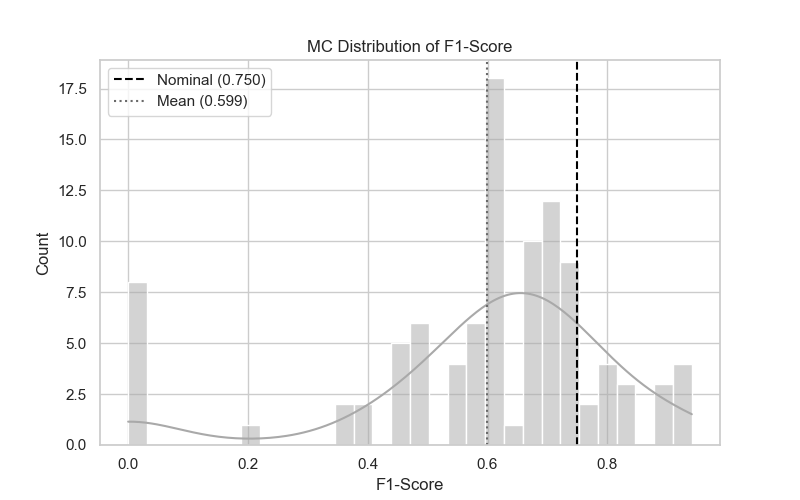 MC Distribution of F1-Score
Nominal (0.750)
Mean (0.599)
17.5
15.0
12.5
10.0
7.5
5.0
2.5
0.0
Count
0.0 0.2 0.4 0.6 0.8
F1-Score